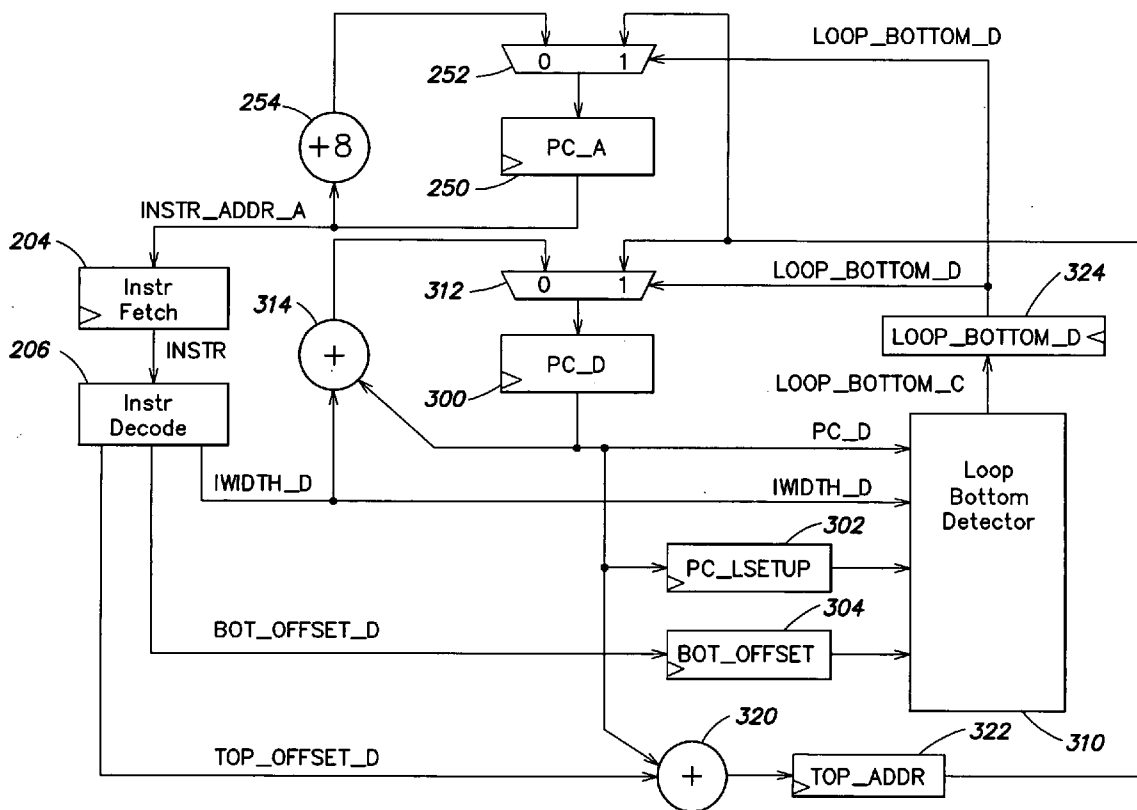 LOOP_BOTTOM_D
0 1
252
254
+8
PC_A
250
INSTR_ADDR_A
204
Instr
Fetch
312
0 1
LOOP_BOTTOM_D
324
314
+
INSTR
LOOP_BOTTOM_D
206
PC_D
300
LOOP_BOTTOM_C
Instr
Decode
PC_D
Loop
Bottom
Detector
IWIDTH_D
IWIDTH_D
302
PC_LSETUP
304
BOT_OFFSET_D
BOT_OFFSET
320
322
310
TOP_OFFSET_D
+
TOP_ADDR